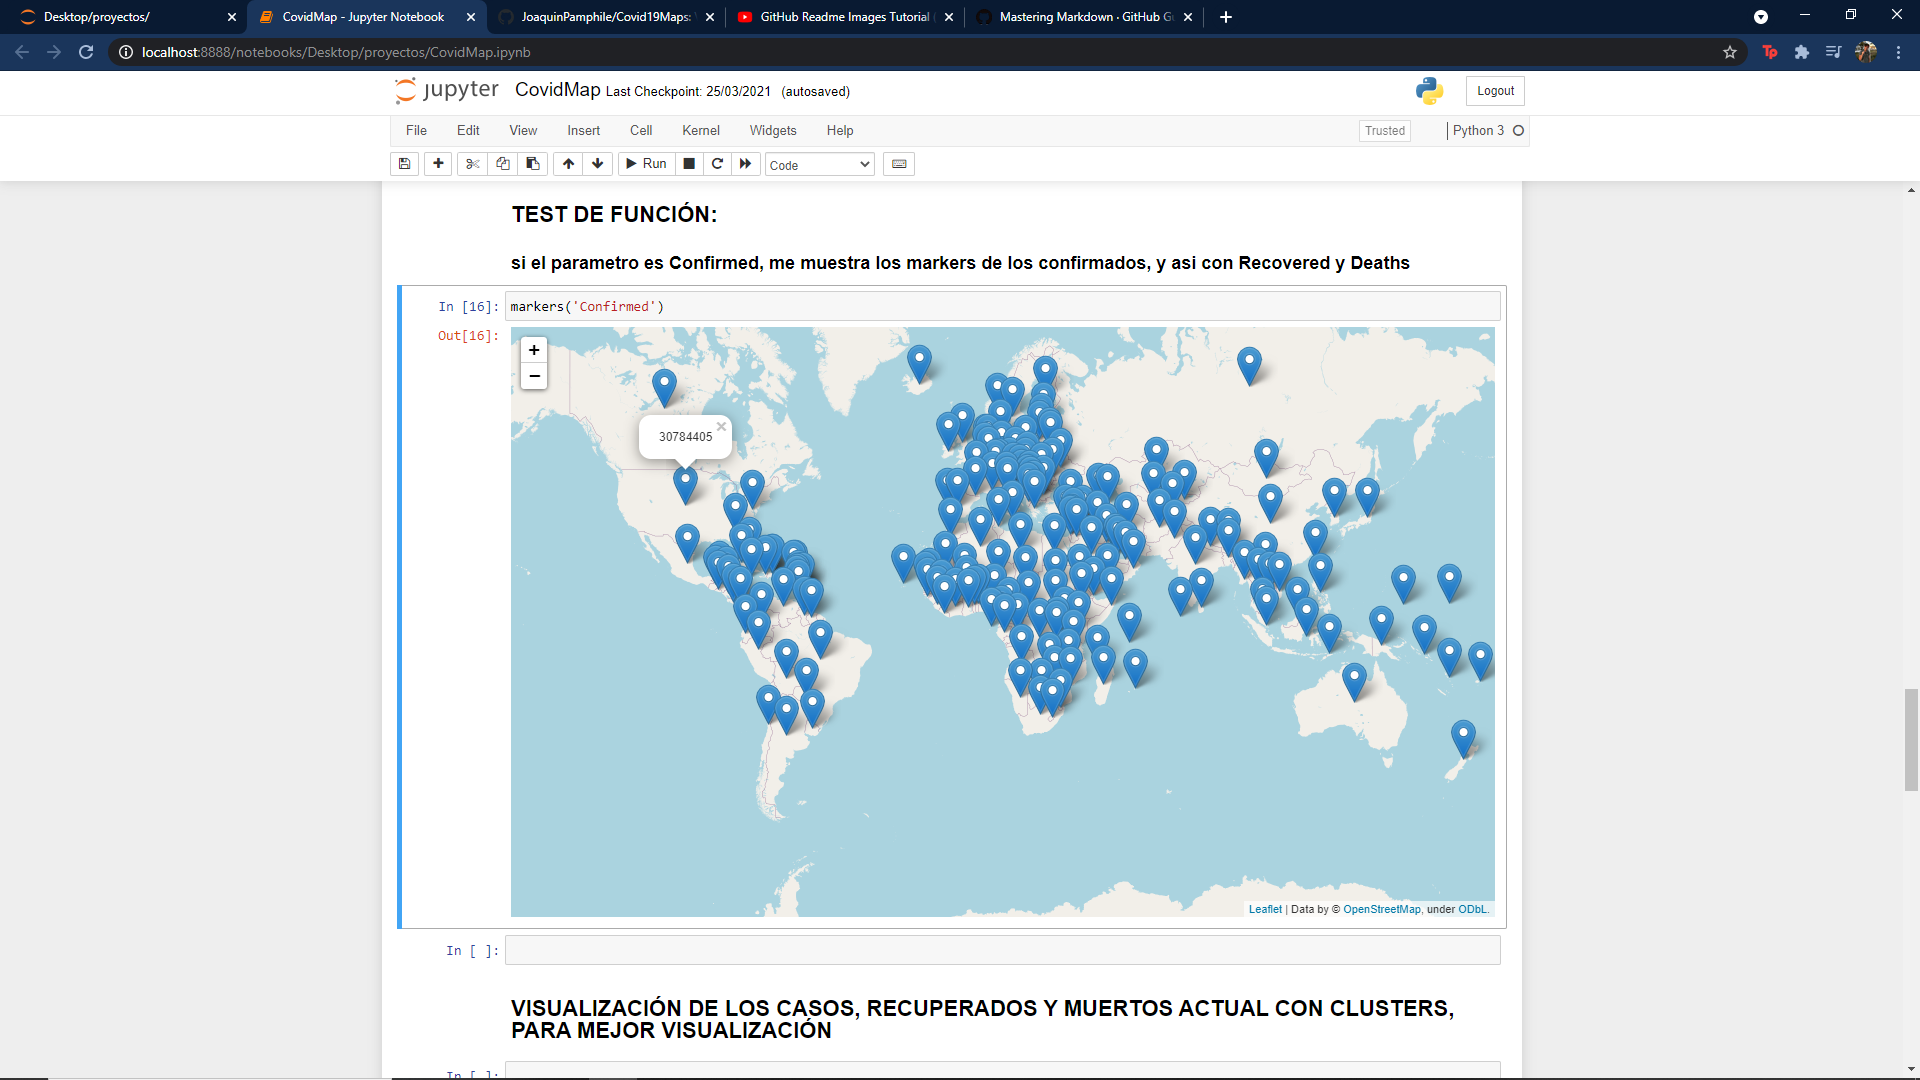 Desktop/proyectos/
CovidMap - Jupyter Notebook
JoaquinPamphile/Covid19Maps:
GitHub Readme Images Tutorial
Mastering Markdown · GitHub G
localhost:8888/notebooks/Desktop/proyectos/CovidMap.ipynb
Tp
jupyter CovidMap Last Checkpoint: 25/03/2021 (autosaved)
Logout
File Edit View Insert Cell Kernel Widgets Help
Trusted
Python 3
Run
Code
TEST DE FUNCIÓN:
si el parametro es Confirmed, me muestra los markers de los confirmados, y asi con Recovered y Deaths
In [16]: markers('Confirmed')
Out[16]:
+
−
30784405 ×
Leaflet | Data by © OpenStreetMap, under ODbL.
In [ ]:
VISUALIZACIÓN DE LOS CASOS, RECUPERADOS Y MUERTOS ACTUAL CON CLUSTERS,
PARA MEJOR VISUALIZACIÓN
In [ ]: